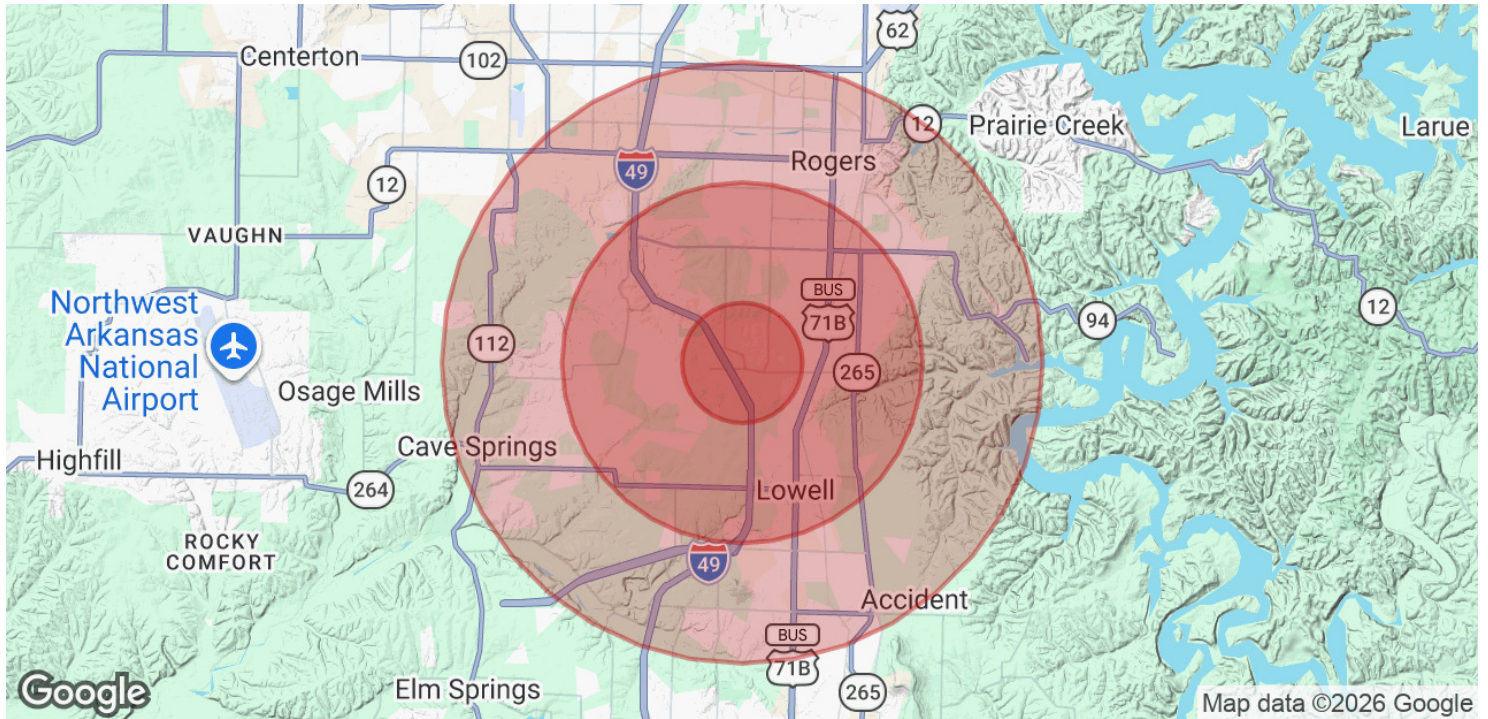 62
Centerton
102
12
Prairie Creek
Larue
Rogers
49
12
VAUGHN
BUS
71B
Northwest
Arkansas
National
Airport
112
94
12
265
Osage Mills
Cave Springs
Highfill
264
Lowell
ROCKY
COMFORT
49
Accident
BUS
71B
Elm Springs
265
Google
Map data ©2026 Google